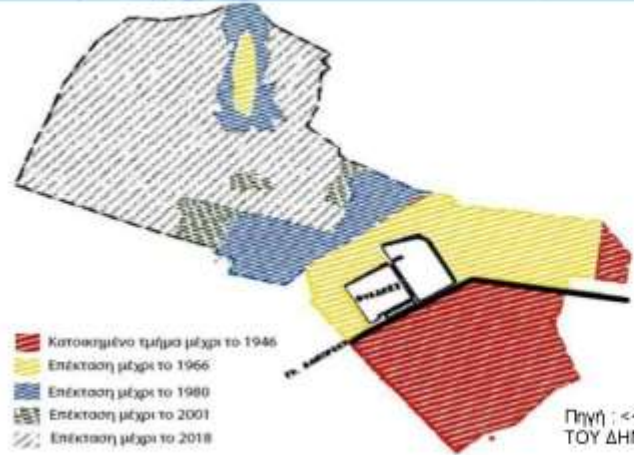 ΦΥΛΑΚΕΣ
Κατοικημένο τμήμα μέχρι το 1946
Επέκταση μέχρι το 1966
Επέκταση μέχρι το 1980
Επέκταση μέχρι το 2001
Επέκταση μέχρι το 2018
Πηγή : <
ΤΟΥ ΔΗΜ